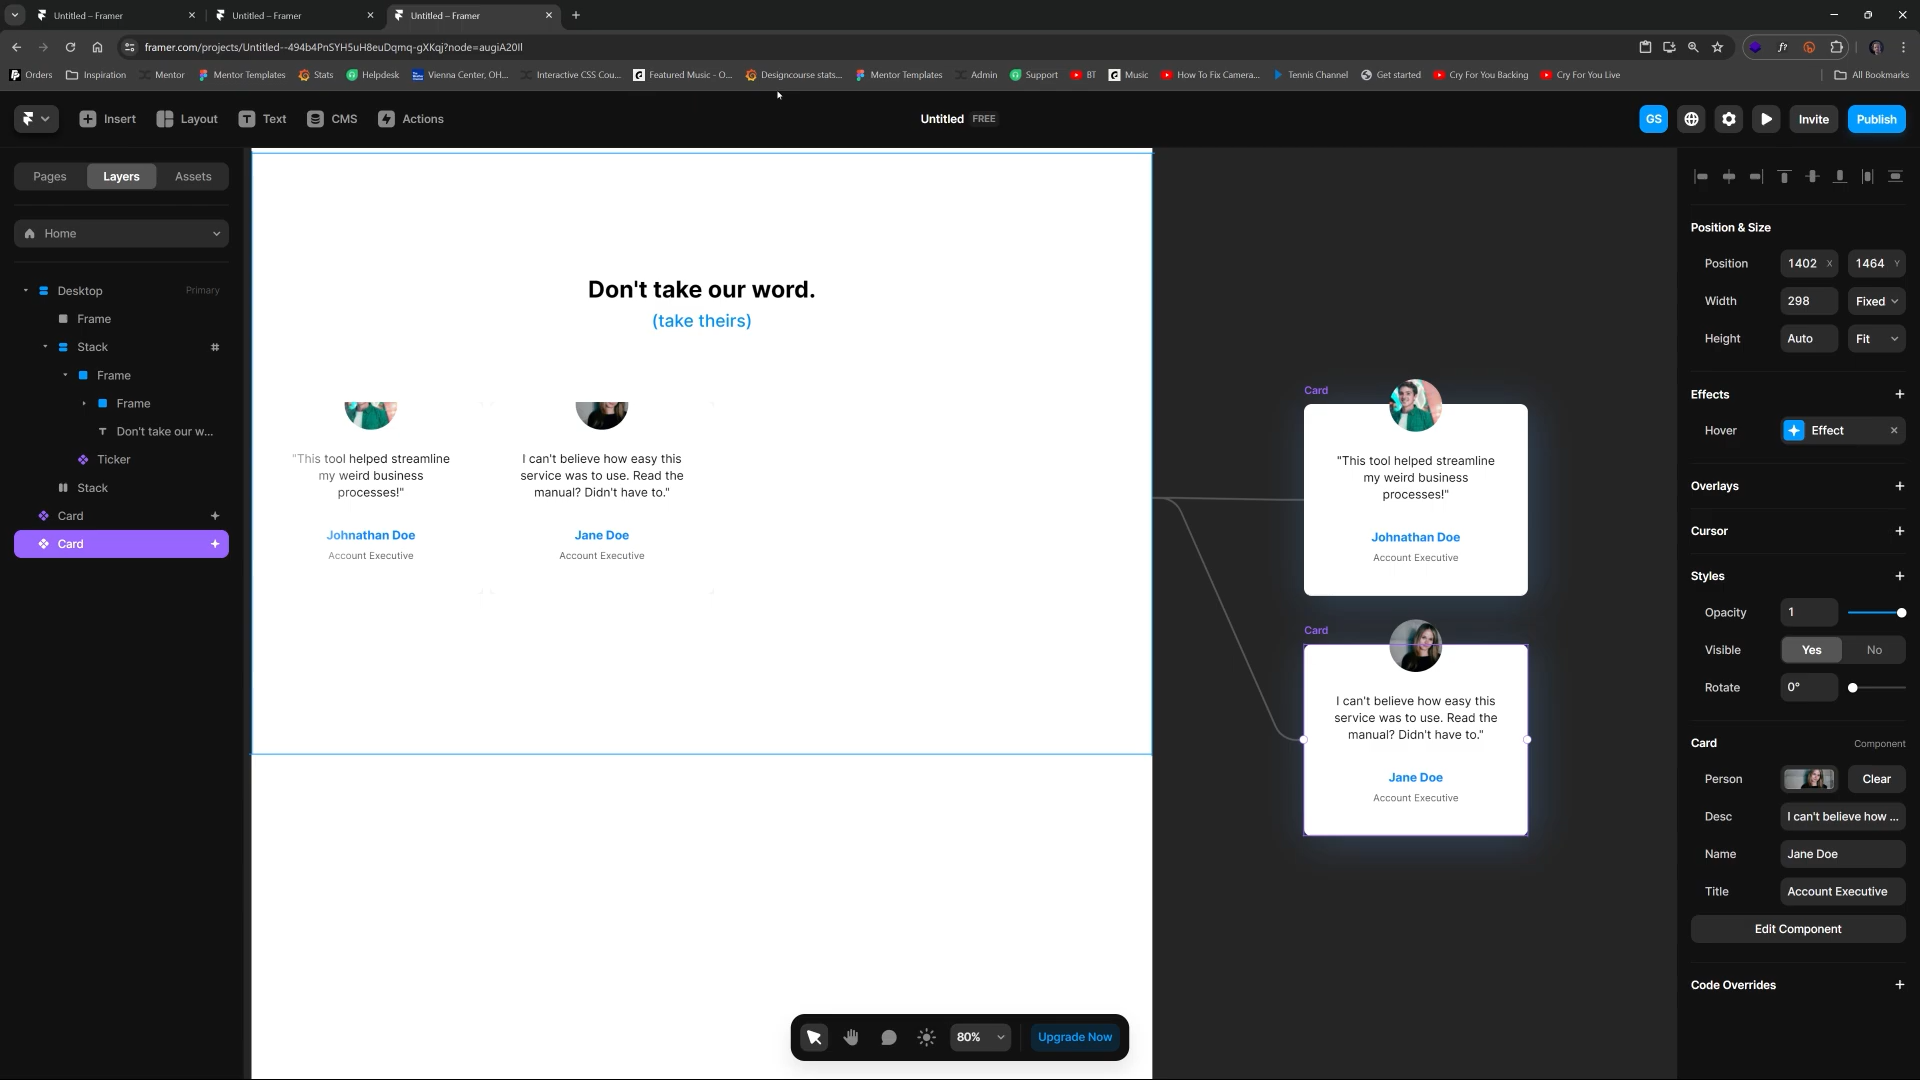 Untitled – Framer
Untitled – Framer
Untitled – Framer
framer.com/projects/Untitled--494b4PnSYH5uH8euDqmq-gXKqj?node=augiA20Il
Orders
Inspiration
Mentor
Mentor Templates
Stats
Helpdesk
Vienna Center, OH...
Interactive CSS Cou...
Featured Music - O...
Designcourse stats...
Mentor Templates
Admin
Support
BT
Music
How To Fix Camera...
Tennis Channel
Get started
Cry For You Backing
Cry For You Live
All Bookmarks
Insert
Layout
Text
CMS
Actions
Untitled FREE
GS
Invite
Publish
Pages
Layers
Assets
Home
Desktop
Primary
Frame
Stack
Frame
Frame
Don't take our w...
Ticker
Stack
Card
Card
Don't take our word.
(take theirs)
"This tool helped streamline
my weird business
processes!"
Johnathan Doe
Account Executive
I can't believe how easy this
service was to use. Read the
manual? Didn't have to."
Jane Doe
Account Executive
Card
"This tool helped streamline
my weird business
processes!"
Johnathan Doe
Account Executive
Card
I can't believe how easy this
service was to use. Read the
manual? Didn't have to."
Jane Doe
Account Executive
80%
Upgrade Now
Position & Size
Position 1402 X 1464 Y
Width 298 Fixed
Height Auto Fit
Effects
Hover Effect
Overlays
Cursor
Styles
Opacity 1
Visible Yes No
Rotate 0°
Card Component
Person Clear
Desc I can't believe how ...
Name Jane Doe
Title Account Executive
Edit Component
Code Overrides